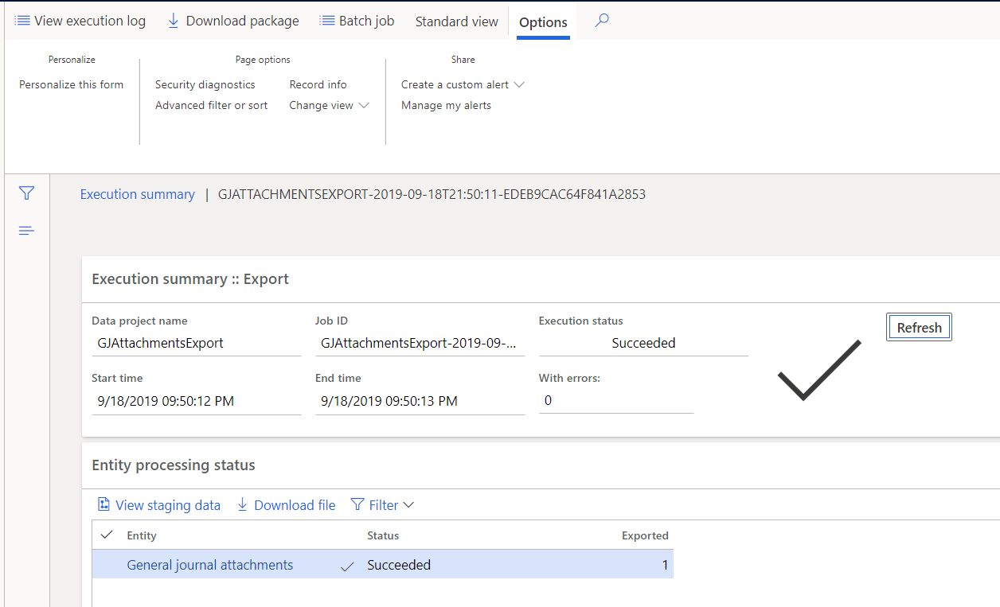 View execution log Download package Batch job Standard view Options
Personalize Page options Share
Personalize this form Security diagnostics Record info Create a custom alert
Advanced filter or sort Change view Manage my alerts
Execution summary | GJATTACHMENTSEXPORT-2019-09-18T21:50:11-EDEB9CAC64F841A2853
Execution summary :: Export
Data project name Job ID Execution status
GJAttachmentsExport GJAttachmentsExport-2019-09-... Succeeded Refresh
Start time End time With errors:
9/18/2019 09:50:12 PM 9/18/2019 09:50:13 PM 0
Entity processing status
View staging data Download file Filter
Entity Status Exported
General journal attachments Succeeded 1